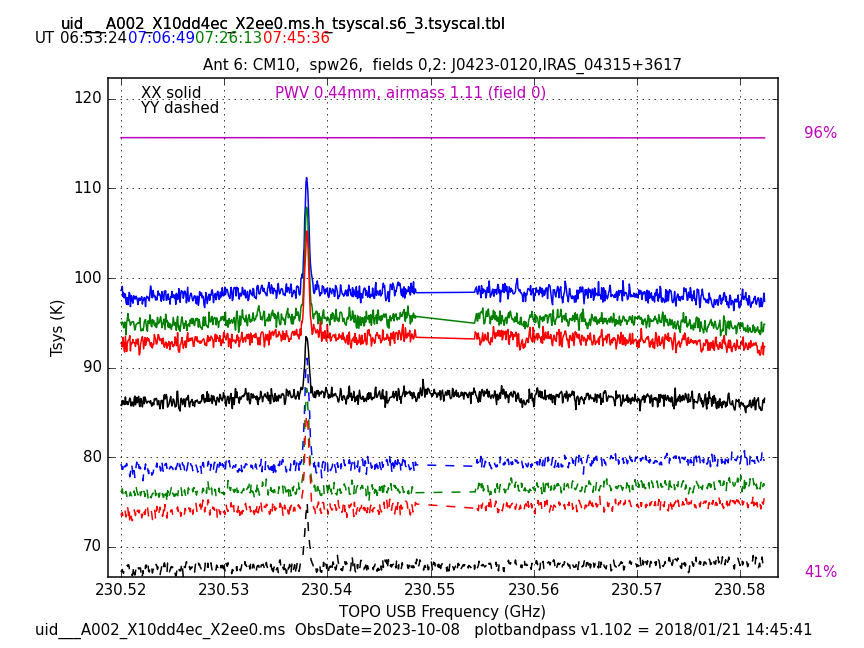 uid___A002_X10dd4ec_X2ee0.ms.h_tsyscal.s6_3.tsyscal.tbl
UT 06:53:24 07:06:49 07:26:13 07:45:36
Ant 6: CM10,  spw26,  fields 0,2: J0423-0120,IRAS_04315+3617
XX solid
PWV 0.44mm, airmass 1.11 (field 0)
YY dashed
96%
41%
120
110
100
90
80
70
Tsys (K)
230.52 230.53 230.54 230.55 230.56 230.57 230.58
TOPO USB Frequency (GHz)
uid___A002_X10dd4ec_X2ee0.ms  ObsDate=2023-10-08   plotbandpass v1.102 = 2018/01/21 14:45:41